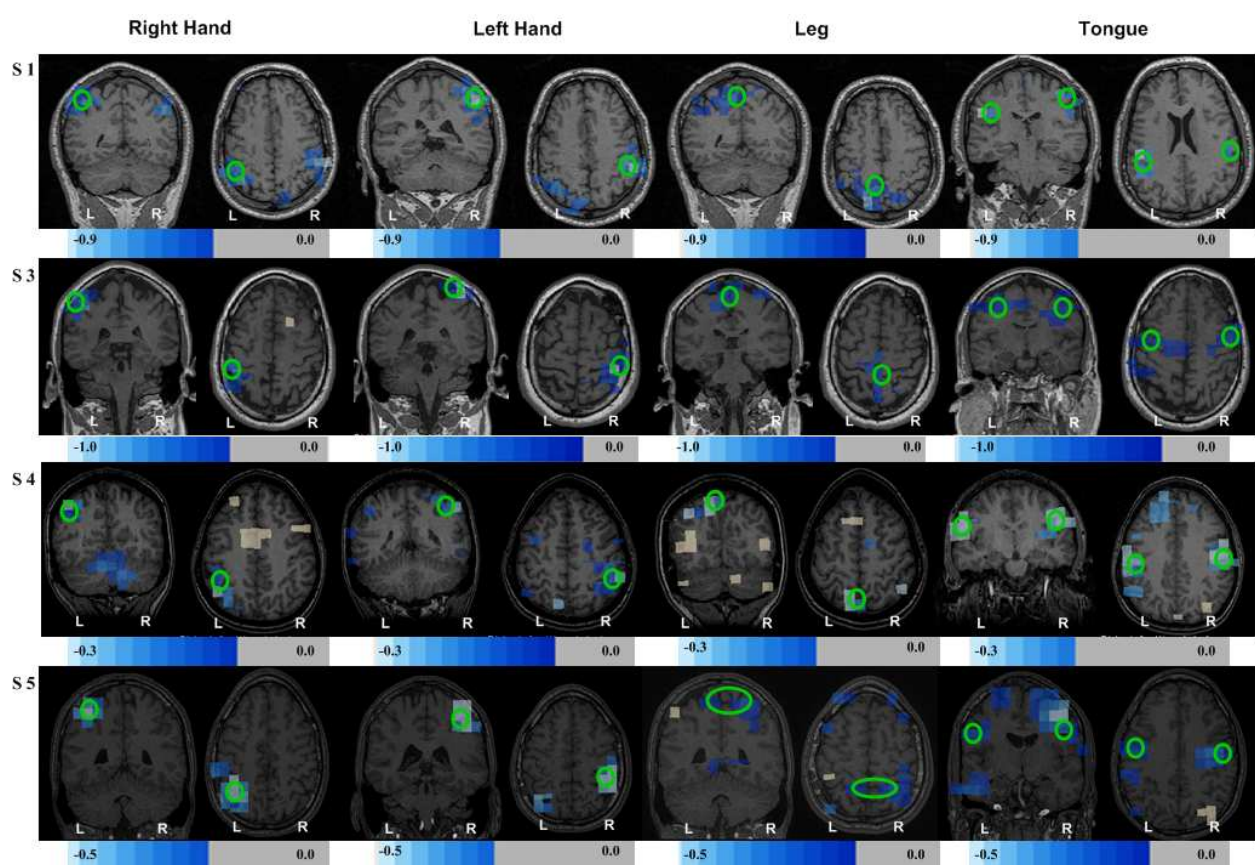 Right Hand Left Hand Leg Tongue
S 1
L R L R L R L R L R L R L R L R
-0.9 0.0 -0.9 0.0 -0.9 0.0 -0.9 0.0
S 3
L R L R L R L R L R L R L R L R
-1.0 0.0 -1.0 0.0 -1.0 0.0 -1.0 0.0
S 4
L R L R L R L R L R L R L R L R
-0.3 0.0 -0.3 0.0 -0.3 0.0 -0.3 0.0
S 5
L R L R L R L R L R L R L R L R
-0.5 0.0 -0.5 0.0 -0.5 0.0 -0.5 0.0